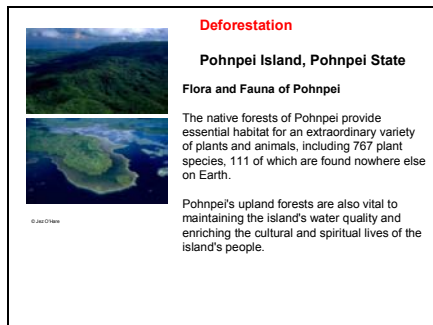 Deforestation
Pohnpei Island, Pohnpei State
Flora and Fauna of Pohnpei
The native forests of Pohnpei provide
essential habitat for an extraordinary variety
of plants and animals, including 767 plant
species, 111 of which are found nowhere else
on Earth.
Pohnpei's upland forests are also vital to
maintaining the island's water quality and
enriching the cultural and spiritual lives of the
island's people.
© Jez O'Hare